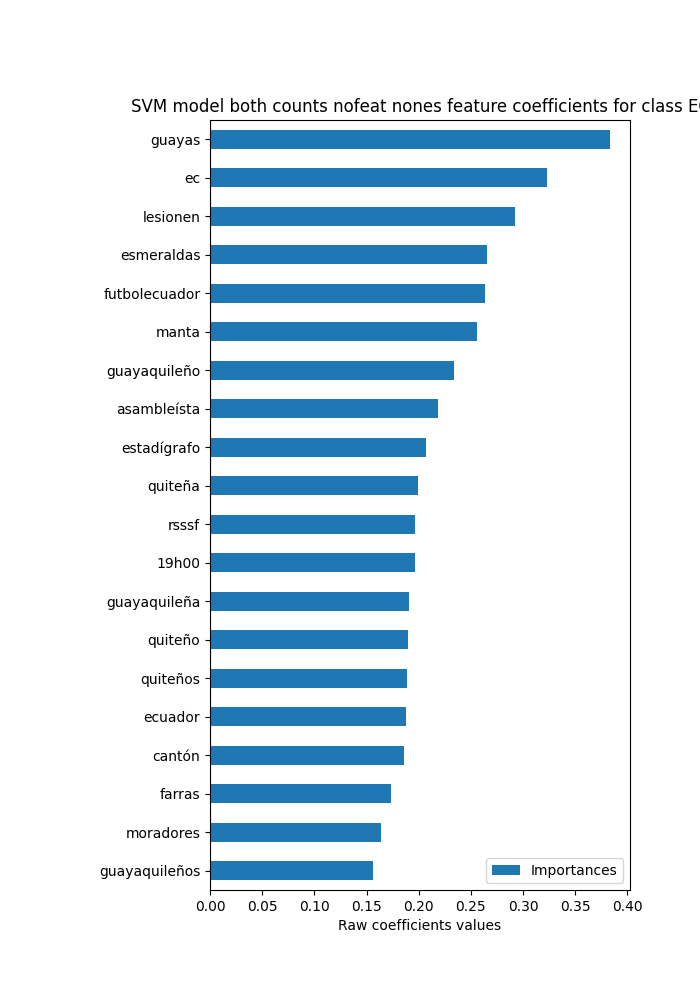 SVM model both counts nofeat nones feature coefficients for class E
guayas
ec
lesionen
esmeraldas
futbolecuador
manta
guayaquileño
asambleísta
estadígrafo
quiteña
rsssf
19h00
guayaquileña
quiteño
quiteños
ecuador
cantón
farras
moradores
guayaquileños
Importances
0.00 0.05 0.10 0.15 0.20 0.25 0.30 0.35 0.40
Raw coefficients values